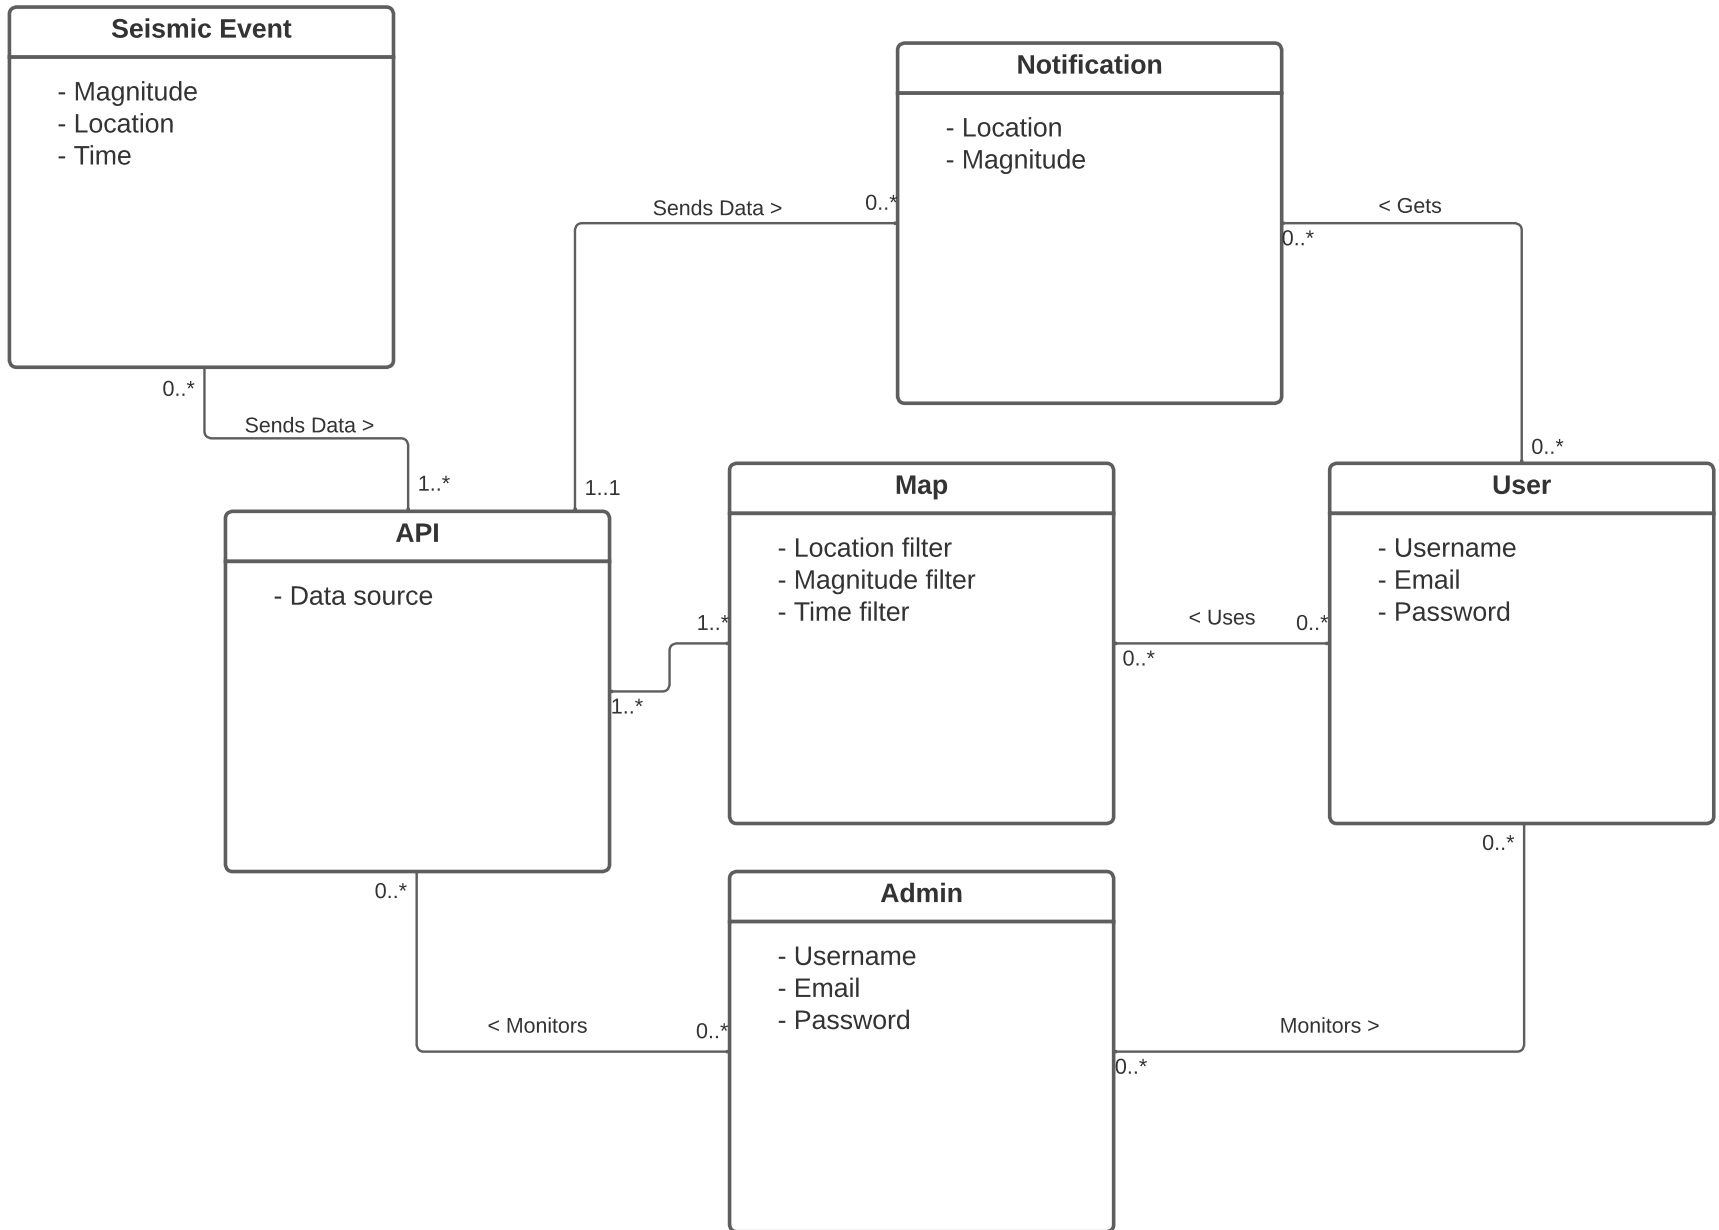 Seismic Event
- Magnitude
- Location
- Time
Notification
- Location
- Magnitude
Sends Data >
0..*
< Gets
0..*
0..*
Sends Data >
1..*
1..1
0..*
API
- Data source
Map
- Location filter
- Magnitude filter
- Time filter
User
- Username
- Email
- Password
1..*
1..*
< Uses
0..*
0..*
0..*
0..*
Admin
- Username
- Email
- Password
< Monitors
0..*
Monitors >
0..*